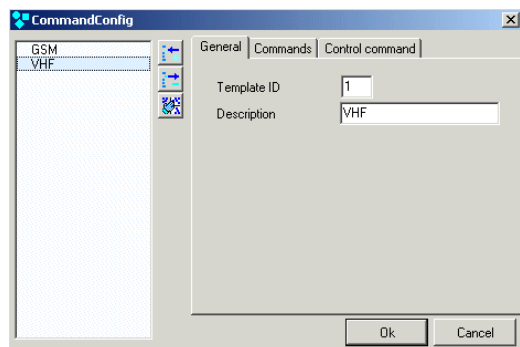 CommandConfig
GSM
VHF
General
Commands
Control command
Template ID
1
Description
VHF
Ok
Cancel